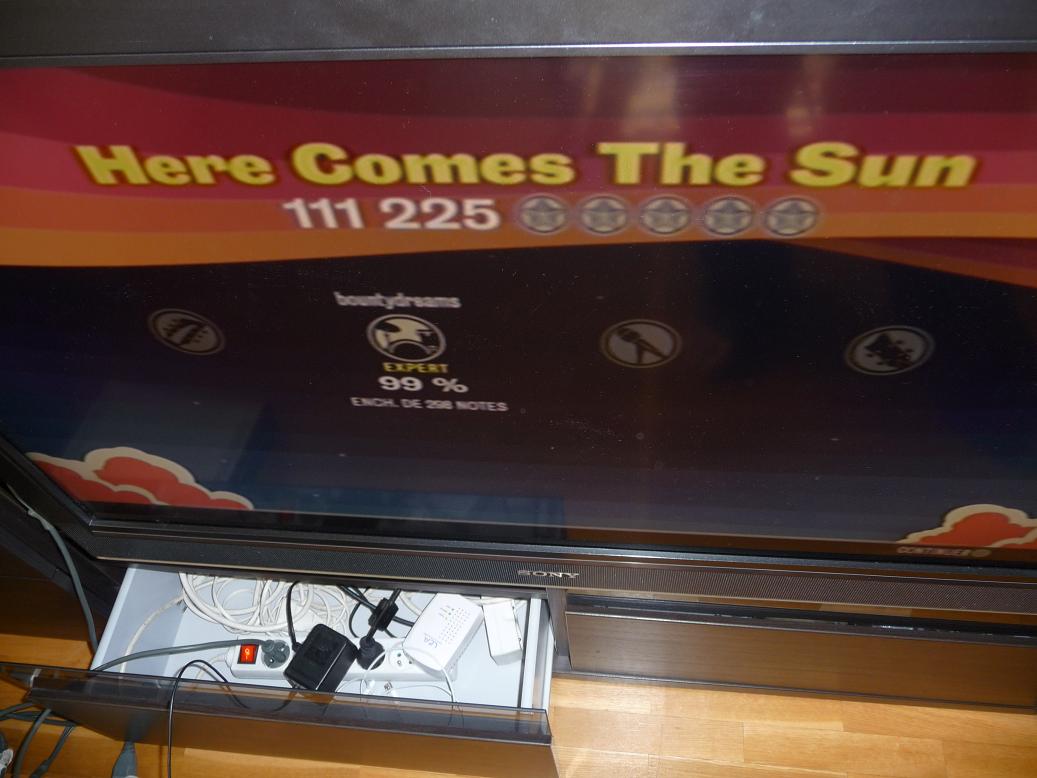 Here Comes The Sun
111 225
bountydreams
EXPERT
99 %
ENCH. DE 298 NOTES
CONTINUER
SONY